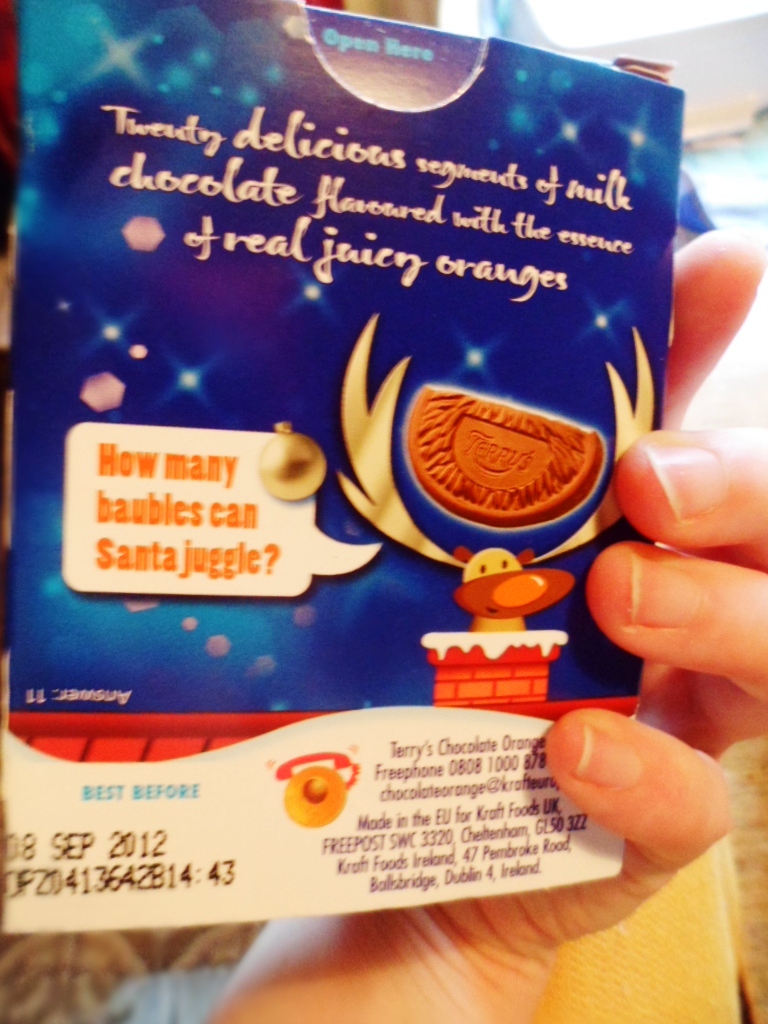 Open Here
Twenty delicious segments of milk
chocolate flavoured with the essence
of real juicy oranges
TERRY'S
How many
baubles can
Santa juggle?
Answer: 11
BEST BEFORE
08 SEP 2012
14:43
Terry's Chocolate Orange
Freephone 0808 1000 878
Made in the EU for Kraft Foods UK,
FREEPOST SWC 3320, Cheltenham, GL50 3ZZ
Kraft Foods Ireland, 47 Pembroke Road,
Ballsbridge, Dublin 4, Ireland.